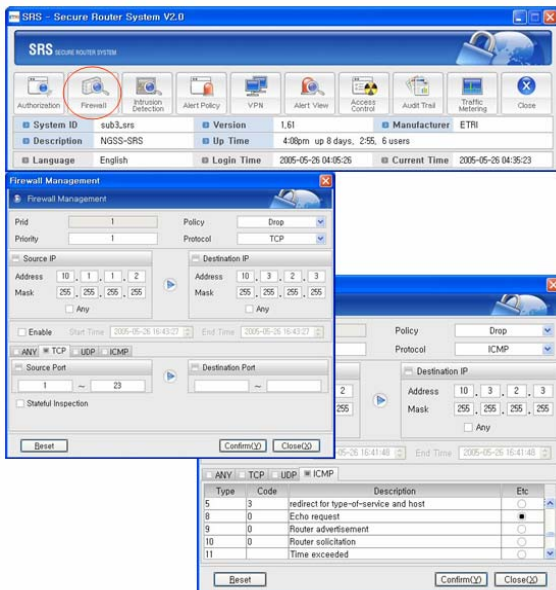 SRS - Secure Router System V2.0
SRS SECURE ROUTER SYSTEM
Authorization Firewall Intrusion Detection Alert Policy VPN Alert View Access Control Audit Trail Traffic Metering Close
System ID sub3_srs Version 1,61 Manufacturer ETRI
Description NGSS-SRS Up Time 4:08pm up 8 days, 2:55, 6 users
Language English Login Time 2005-05-26 04:05:26 Current Time 2005-05-26 04:35:23
Firewall Management
Firewall Management
Prid 1 Policy Drop
Priority 1 Protocol TCP
Source IP Destination IP
Address 10 . 1 . 1 . 2 Address 10 . 3 . 2 . 3
Mask 255 . 255 . 255 . 255 Mask 255 . 255 . 255 . 255
Any Any
Enable Start Time 2005-05-26 16:43:27 End Time 2005-05-26 16:43:27
ANY TCP UDP ICMP
Source Port Destination Port
1 ~ 23 ~
Stateful Inspection
Reset Confirm(Y) Close(X)
Policy Drop
Protocol ICMP
Destination IP
2 Address 10 . 3 . 2 . 3
255 Mask 255 . 255 . 255 . 255
Any
05-26 16:41:48 End Time 2005-05-26 16:41:48
ANY TCP UDP ICMP
Type Code Description Etc
5 3 redirect for type-of-service and host
8 0 Echo request
9 0 Router advertisement
10 0 Router solicitation
11 Time exceeded
Reset Confirm(Y) Close(X)